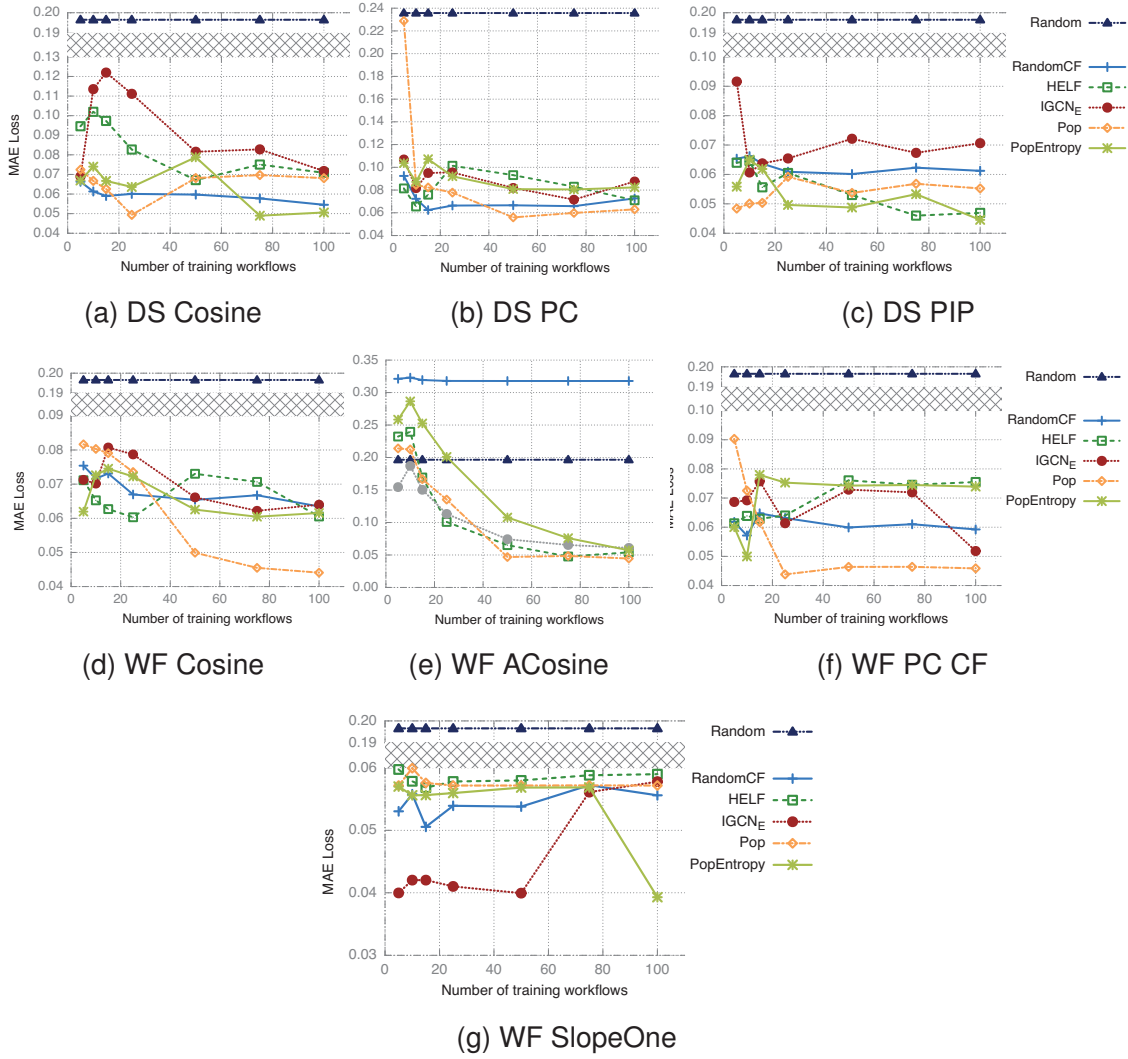 0.20
0.19
0.13
0.12
0.11
0.10
0.09
0.08
0.07
0.06
0.05
0.04
MAE Loss
0 20 40 60 80 100
Number of training workflows
(a) DS Cosine
0.24
0.22
0.20
0.18
0.16
0.14
0.12
0.10
0.08
0.06
0.04
0 20 40 60 80 100
Number of training workflows
(b) DS PC
0.20
0.19
0.10
0.09
0.08
0.07
0.06
0.05
0.04
0 20 40 60 80 100
Number of training workflows
(c) DS PIP
Random
RandomCF
HELF
IGCNE
Pop
PopEntropy
0.20
0.19
0.09
0.08
0.07
0.06
0.05
0.04
MAE Loss
0 20 40 60 80 100
Number of training workflows
(d) WF Cosine
0.35
0.30
0.25
0.20
0.15
0.10
0.05
0.00
0 20 40 60 80 100
Number of training workflows
(e) WF ACosine
0.20
0.19
0.10
0.09
0.08
0.07
0.06
0.05
0.04
MAE Loss
0 20 40 60 80 100
Number of training workflows
(f) WF PC CF
Random
RandomCF
HELF
IGCNE
Pop
PopEntropy
0.20
0.19
0.06
0.05
0.04
0.03
MAE Loss
0 20 40 60 80 100
Number of training workflows
(g) WF SlopeOne
Random
RandomCF
HELF
IGCNE
Pop
PopEntropy